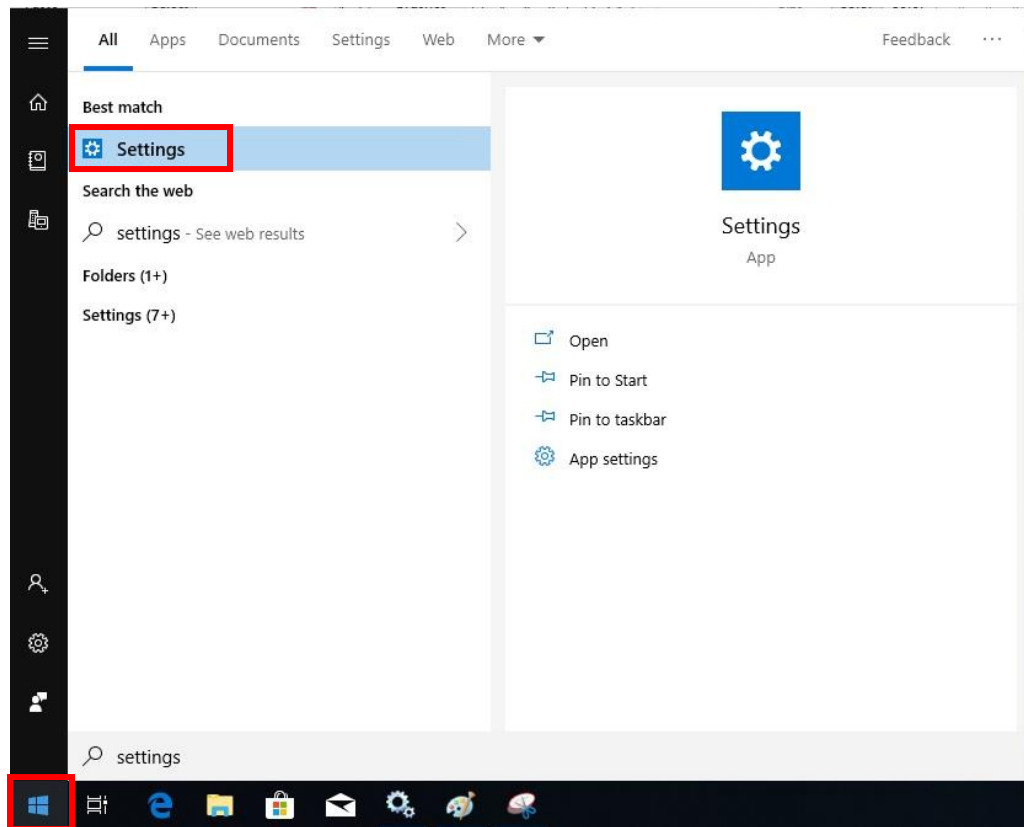 All Apps Documents Settings Web More Feedback ...
Best match
Settings
Search the web
settings - See web results
Folders (1+)
Settings (7+)
Settings
App
Open
Pin to Start
Pin to taskbar
App settings
settings